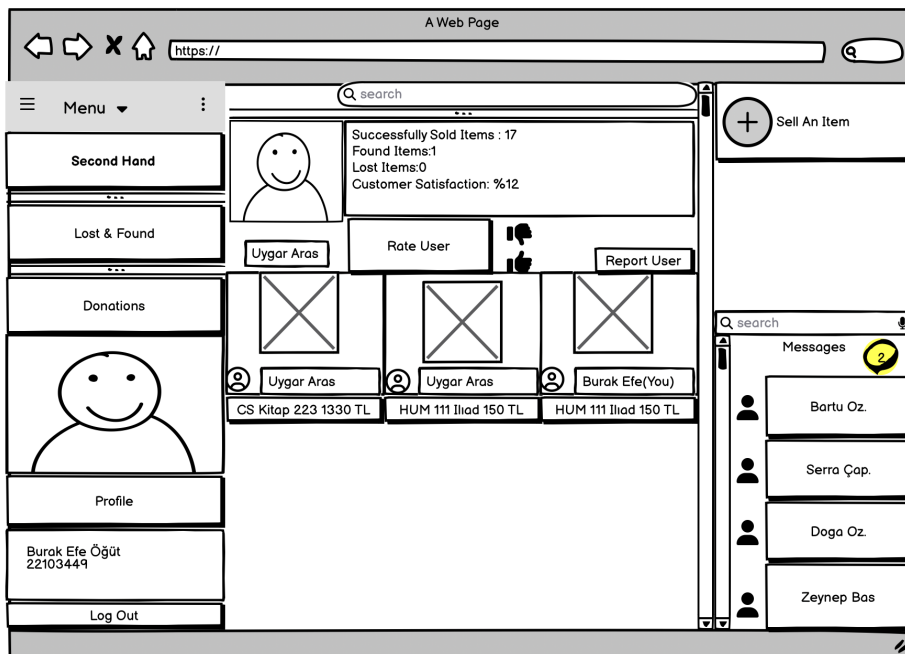 A Web Page
https://
Menu
search
Sell An Item
Second Hand
Successfully Sold Items : 17
Found Items:1
Lost Items:0
Customer Satisfaction: %12
Lost & Found
Uygar Aras
Rate User
Report User
Donations
search
Messages
2
Uygar Aras
Uygar Aras
Burak Efe(You)
CS Kitap 223 1330 TL
HUM 111 Iliad 150 TL
HUM 111 Iliad 150 TL
Bartu Oz.
Serra Çap.
Profile
Doga Oz.
Burak Efe Öğüt
22103449
Zeynep Bas
Log Out